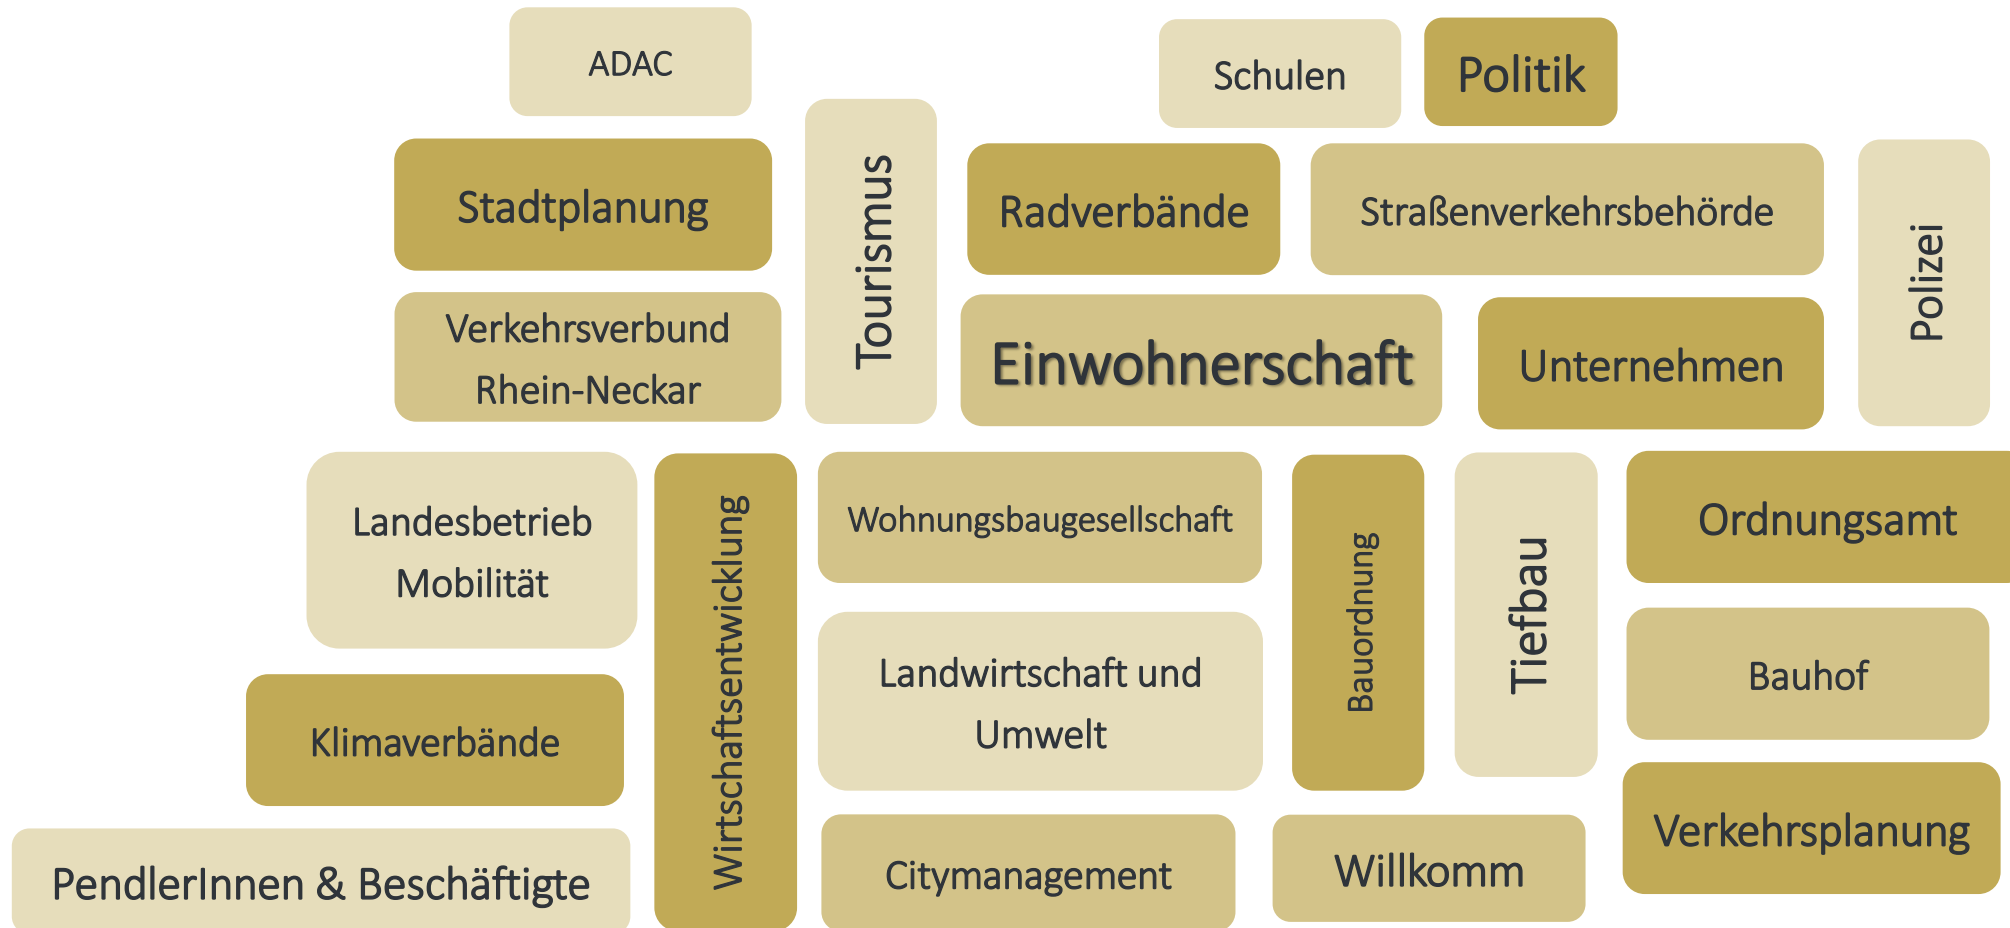 ADAC
Schulen
Politik
Stadtplanung
Tourismus
Radverbände
Straßenverkehrsbehörde
Polizei
Verkehrsverbund
Rhein-Neckar
Einwohnerschaft
Unternehmen
Landesbetrieb
Mobilität
Wirtschaftsentwicklung
Wohnungsbaugesellschaft
Bauordnung
Tiefbau
Ordnungsamt
Landwirtschaft und
Umwelt
Bauhof
Klimaverbände
Verkehrsplanung
PendlerInnen & Beschäftigte
Citymanagement
Willkomm